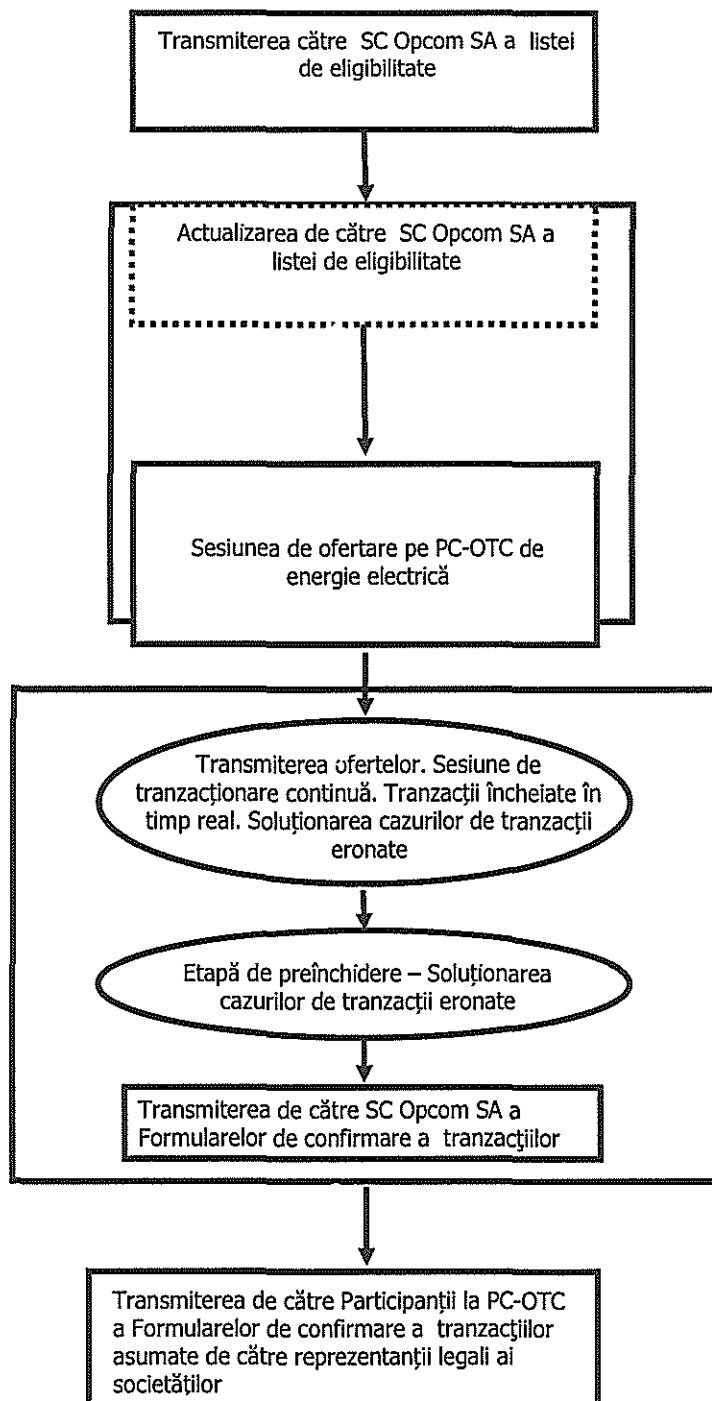 Transmiterea către SC Opcom SA a listei
de eligibilitate
Actualizarea de către SC Opcom SA a
listei de eligibilitate
Sesiunea de ofertare pe PC-OTC de
energie electrică
Transmiterea ofertelor. Sesiune de
tranzacționare continuă. Tranzacții încheiate în
timp real. Soluționarea cazurilor de tranzacții
eronate
Etapă de preînchidere – Soluționarea
cazurilor de tranzacții eronate
Transmiterea de către SC Opcom SA a
Formularelor de confirmare a tranzacţiilor
Transmiterea de către Participanții la PC-OTC
a Formularelor de confirmare a tranzacţiilor
asumate de către reprezentanții legali ai
societăților